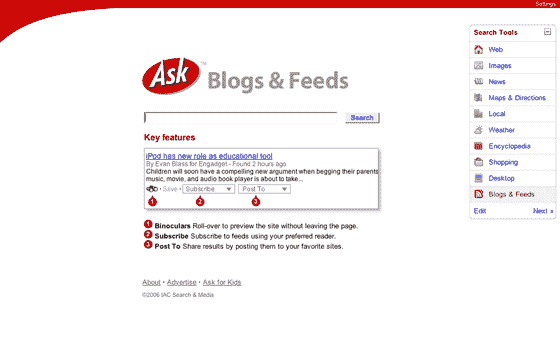 Settings
Ask™ Blogs & Feeds
Search
Key features
iPod has new role as educational tool
By Evan Blass for Engadget - Found 2 hours ago
Children will soon have a compelling new argument when begging their parents
music, movie, and audio book player is about to take...
Save • Subscribe Post To
1 2 3
1 Binoculars Roll-over to preview the site without leaving the page.
2 Subscribe Subscribe to feeds using your preferred reader.
3 Post To Share results by posting them to your favorite sites.
About • Advertise • Ask for Kids
©2006 IAC Search & Media
Search Tools
Web
Images
News
Maps & Directions
Local
Weather
Encyclopedia
Shopping
Desktop
Blogs & Feeds
Edit Next »